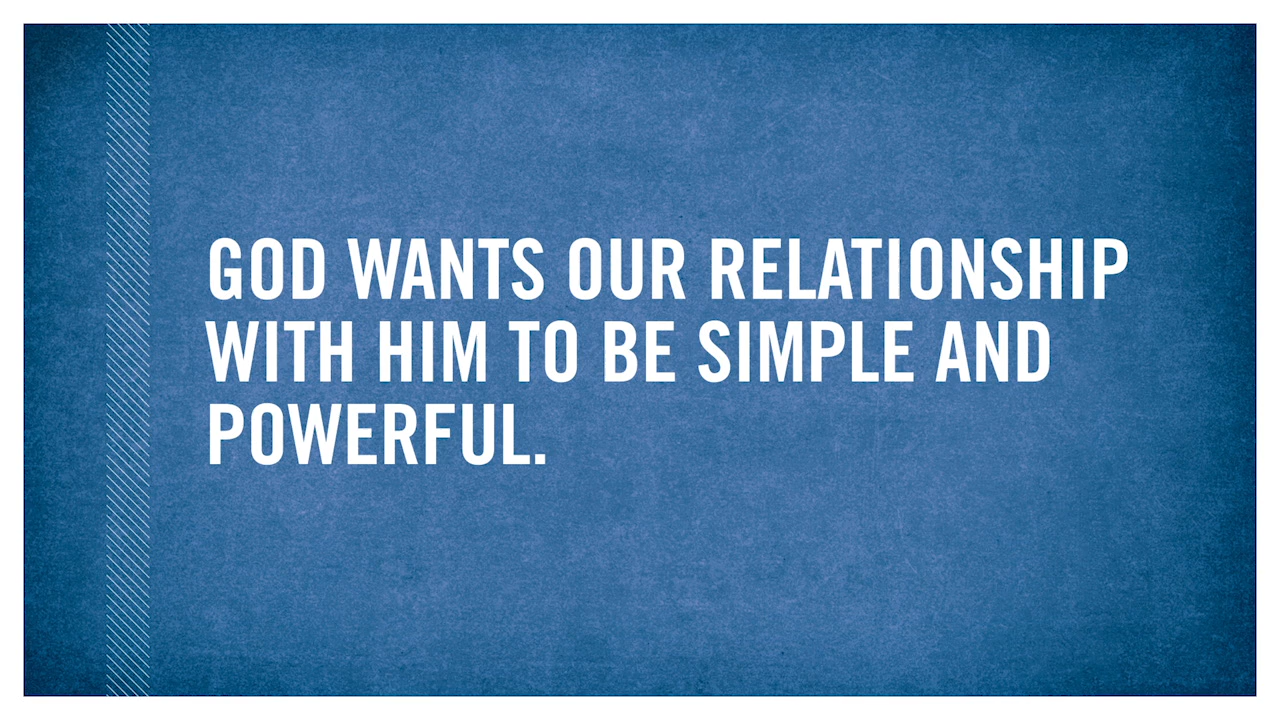 GOD WANTS OUR RELATIONSHIP
WITH HIM TO BE SIMPLE AND
POWERFUL.